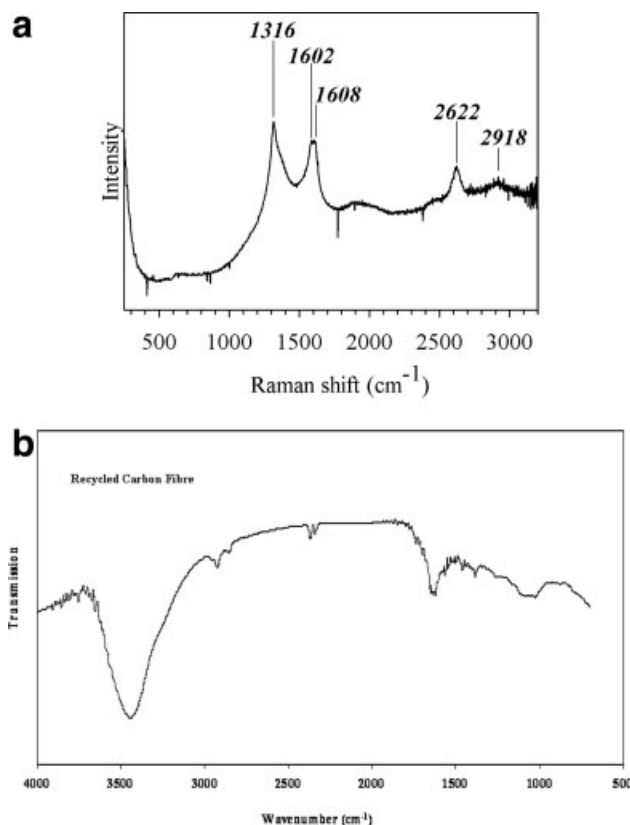 a
1316
1602
1608
2622
2918
Intensity
500 1000 1500 2000 2500 3000
Raman shift (cm-1)
b
Recycled Carbon Fibre
Transmission
4000 3500 3000 2500 2000 1500 1000 500
Wavenumber (cm-1)